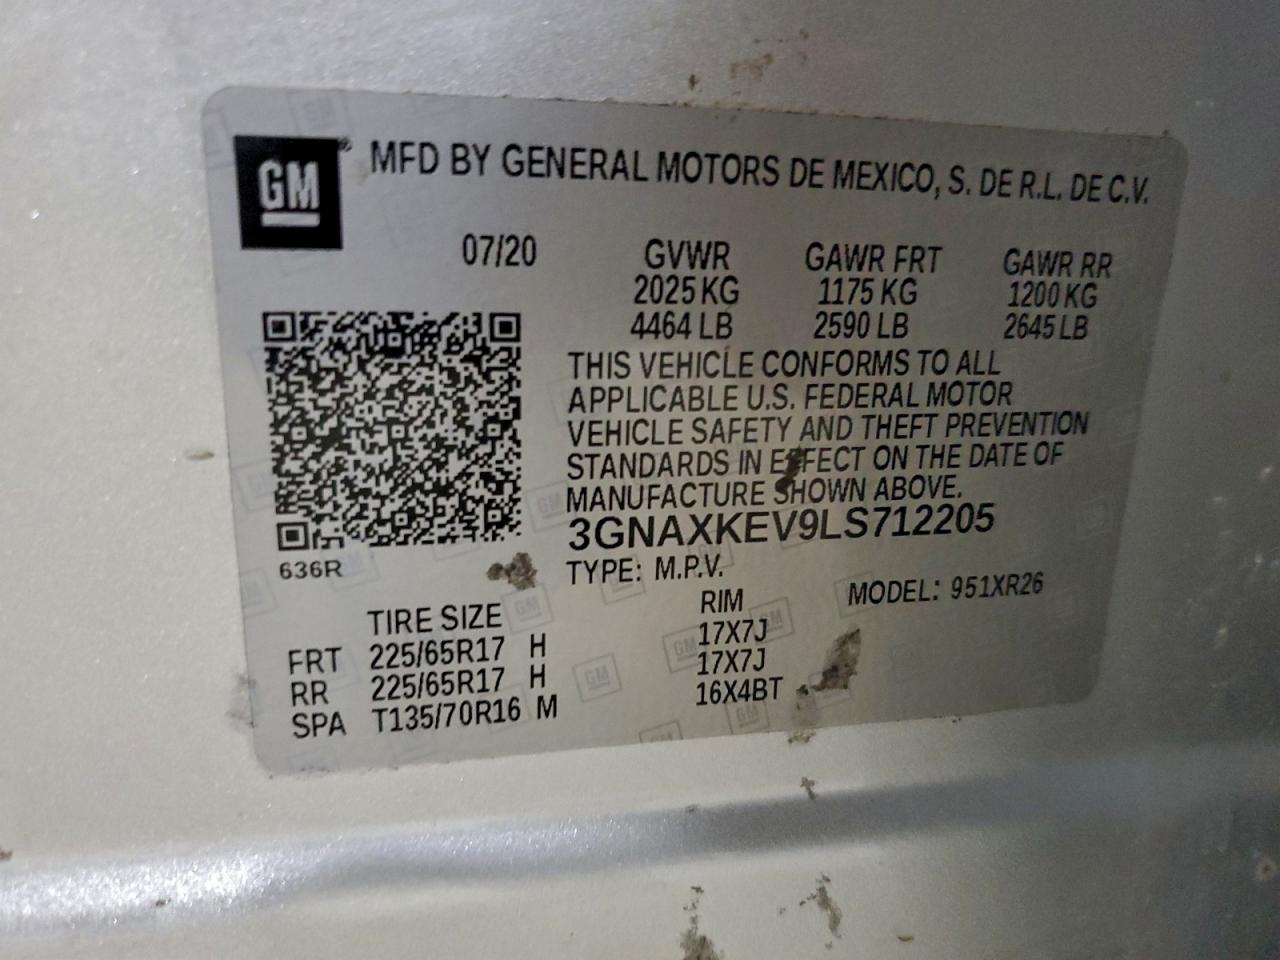 GM ®
MFD BY GENERAL MOTORS DE MEXICO, S. DE R.L. DE C.V.
07/20 GVWR GAWR FRT GAWR RR
2025 KG 1175 KG 1200 KG
4464 LB 2590 LB 2645 LB
THIS VEHICLE CONFORMS TO ALL
APPLICABLE U.S. FEDERAL MOTOR
VEHICLE SAFETY AND THEFT PREVENTION
STANDARDS IN EFFECT ON THE DATE OF
MANUFACTURE SHOWN ABOVE.
3GNAXKEV9LS712205
636R
TYPE: M.P.V.
MODEL: 951XR26
TIRE SIZE RIM
FRT 225/65R17 H 17X7J
RR 225/65R17 H 17X7J
SPA T135/70R16 M 16X4BT